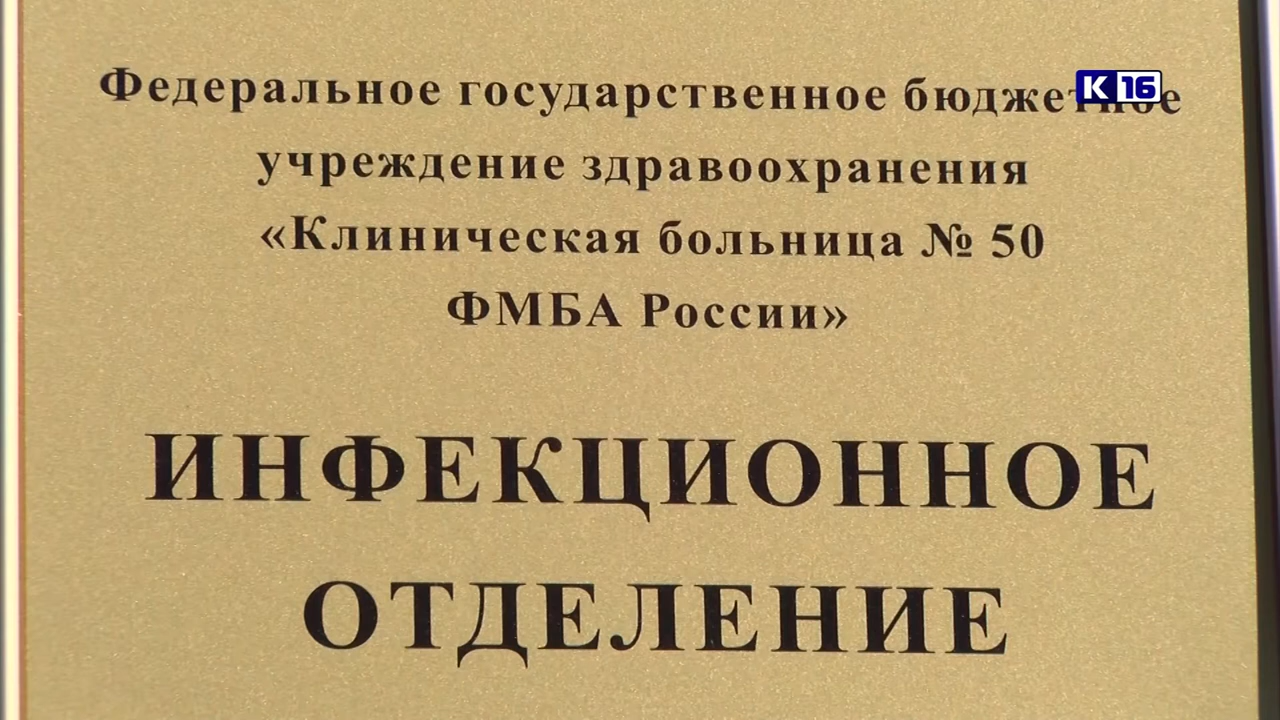 Федеральное государственное бюджетное
К 16
учреждение здравоохранения
«Клиническая больница № 50
ФМБА России»
ИНФЕКЦИОННОЕ
ОТДЕЛЕНИЕ